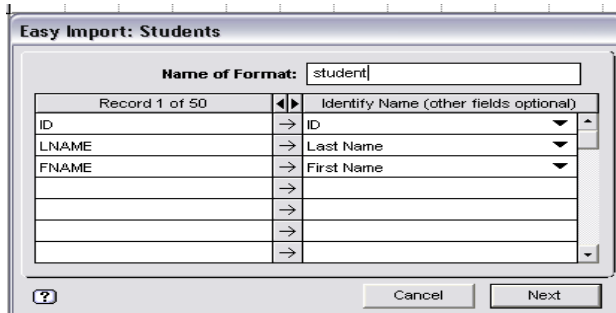 Easy Import: Students
Name of Format: student
Record 1 of 50 Identify Name (other fields optional)
ID → ID
LNAME → Last Name
FNAME → First Name
→
→
→
→
? Cancel Next